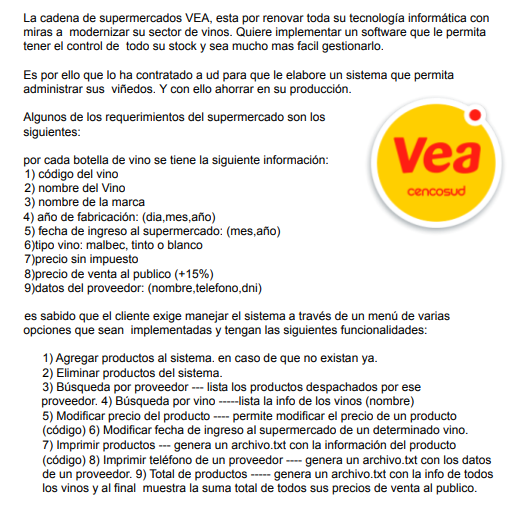 La cadena de supermercados VEA, esta por renovar toda su tecnología informática con
miras a modernizar su sector de vinos. Quiere implementar un software que le permita
tener el control de todo su stock y sea mucho mas facil gestionarlo.
Es por ello que lo ha contratado a ud para que le elabore un sistema que permita
administrar sus viñedos. Y con ello ahorrar en su producción.
Algunos de los requerimientos del supermercado son los
siguientes:
por cada botella de vino se tiene la siguiente información:
1) código del vino
2) nombre del Vino
3) nombre de la marca
4) año de fabricación: (dia,mes,año)
5) fecha de ingreso al supermercado: (mes,año)
6)tipo vino: malbec, tinto o blanco
7)precio sin impuesto
8)precio de venta al publico (+15%)
9)datos del proveedor: (nombre,telefono,dni)
Vea
cencosud
es sabido que el cliente exige manejar el sistema a través de un menú de varias
opciones que sean implementadas y tengan las siguientes funcionalidades:
1) Agregar productos al sistema. en caso de que no existan ya.
2) Eliminar productos del sistema.
3) Búsqueda por proveedor --- lista los productos despachados por ese
proveedor. 4) Búsqueda por vino -----lista la info de los vinos (nombre)
5) Modificar precio del producto ---- permite modificar el precio de un producto
(código) 6) Modificar fecha de ingreso al supermercado de un determinado vino.
7) Imprimir productos --- genera un archivo.txt con la información del producto
(código) 8) Imprimir teléfono de un proveedor ---- genera un archivo.txt con los datos
de un proveedor. 9) Total de productos ----- genera un archivo.txt con la info de todos
los vinos y al final muestra la suma total de todos sus precios de venta al publico.